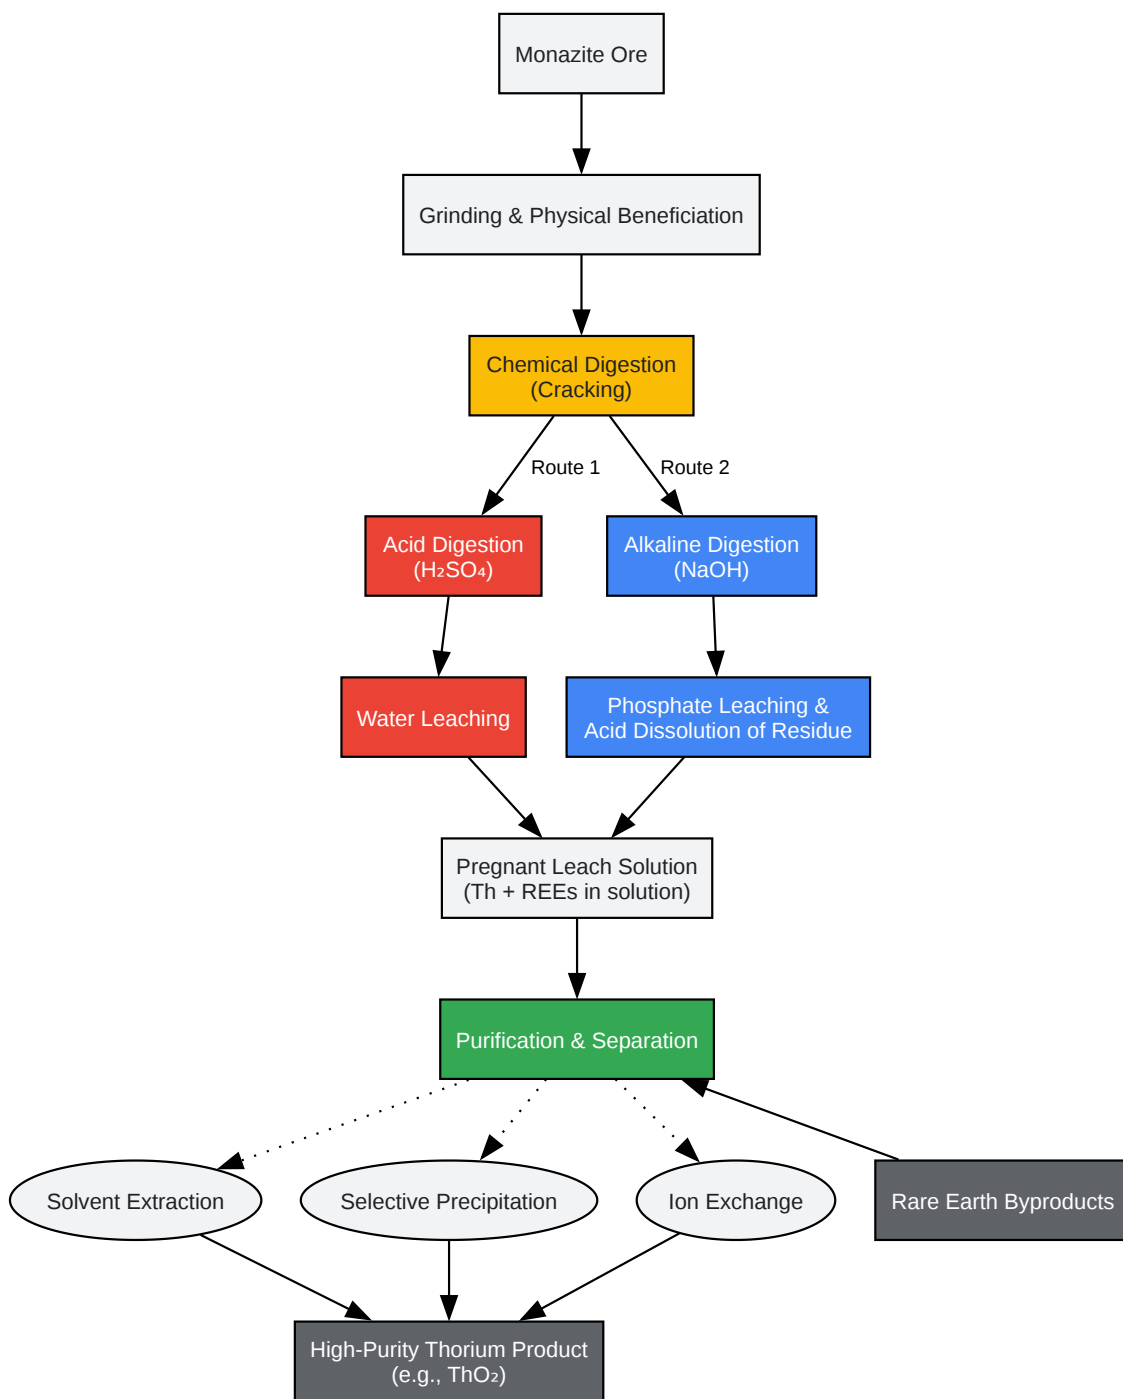 Monazite Ore
Grinding & Physical Beneficiation
Chemical Digestion
(Cracking)
Route 1
Route 2
Acid Digestion
(H₂SO₄)
Alkaline Digestion
(NaOH)
Water Leaching
Phosphate Leaching &
Acid Dissolution of Residue
Pregnant Leach Solution
(Th + REEs in solution)
Purification & Separation
Solvent Extraction
Selective Precipitation
Ion Exchange
Rare Earth Byproducts
High-Purity Thorium Product
(e.g., ThO₂)